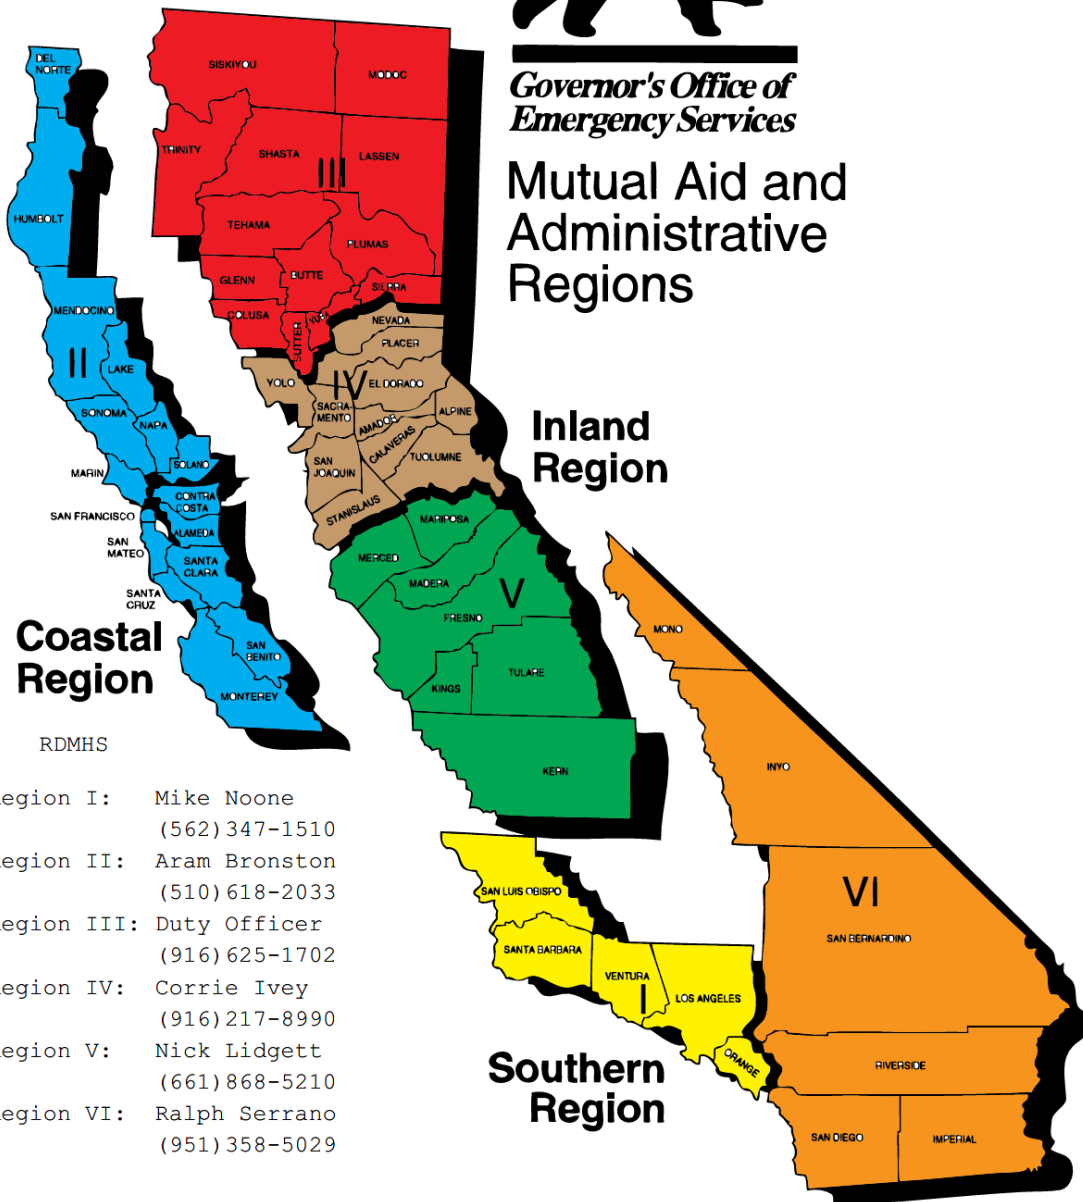 Governor's Office of
Emergency Services
Mutual Aid and
Administrative
Regions
DEL
NORTE
HUMBOLT
MENDOCINO
II
LAKE
SONOMA
NAPA
MARIN
SOLANO
CONTRA
COSTA
SAN FRANCISCO
ALAMEDA
SAN
MATEO
SANTA
CLARA
SANTA
CRUZ
SAN
BENITO
MONTEREY
Coastal
Region
SISKIYOU
MODOC
TRINITY
SHASTA
III
LASSEN
TEHAMA
PLUMAS
GLENN
BUTTE
SIERRA
COLUSA
SUTTER
YUBA
NEVADA
PLACER
YOLO
IV
EL DORADO
SACRA-
MENTO
AMADOR
ALPINE
CALAVERAS
SAN
JOAQUIN
TUOLUMNE
STANISLAUS
Inland
Region
MARIPOSA
MERCED
MADERA
V
FRESNO
KINGS
TULARE
KERN
MONO
INYO
VI
SAN BERNARDINO
RIVERSIDE
SAN DIEGO
IMPERIAL
SAN LUIS OBISPO
SANTA BARBARA
VENTURA
I
LOS ANGELES
ORANGE
Southern
Region
RDMHS
egion I: Mike Noone
(562)347-1510
egion II: Aram Bronston
(510)618-2033
egion III: Duty Officer
(916)625-1702
egion IV: Corrie Ivey
(916)217-8990
egion V: Nick Lidgett
(661)868-5210
egion VI: Ralph Serrano
(951)358-5029